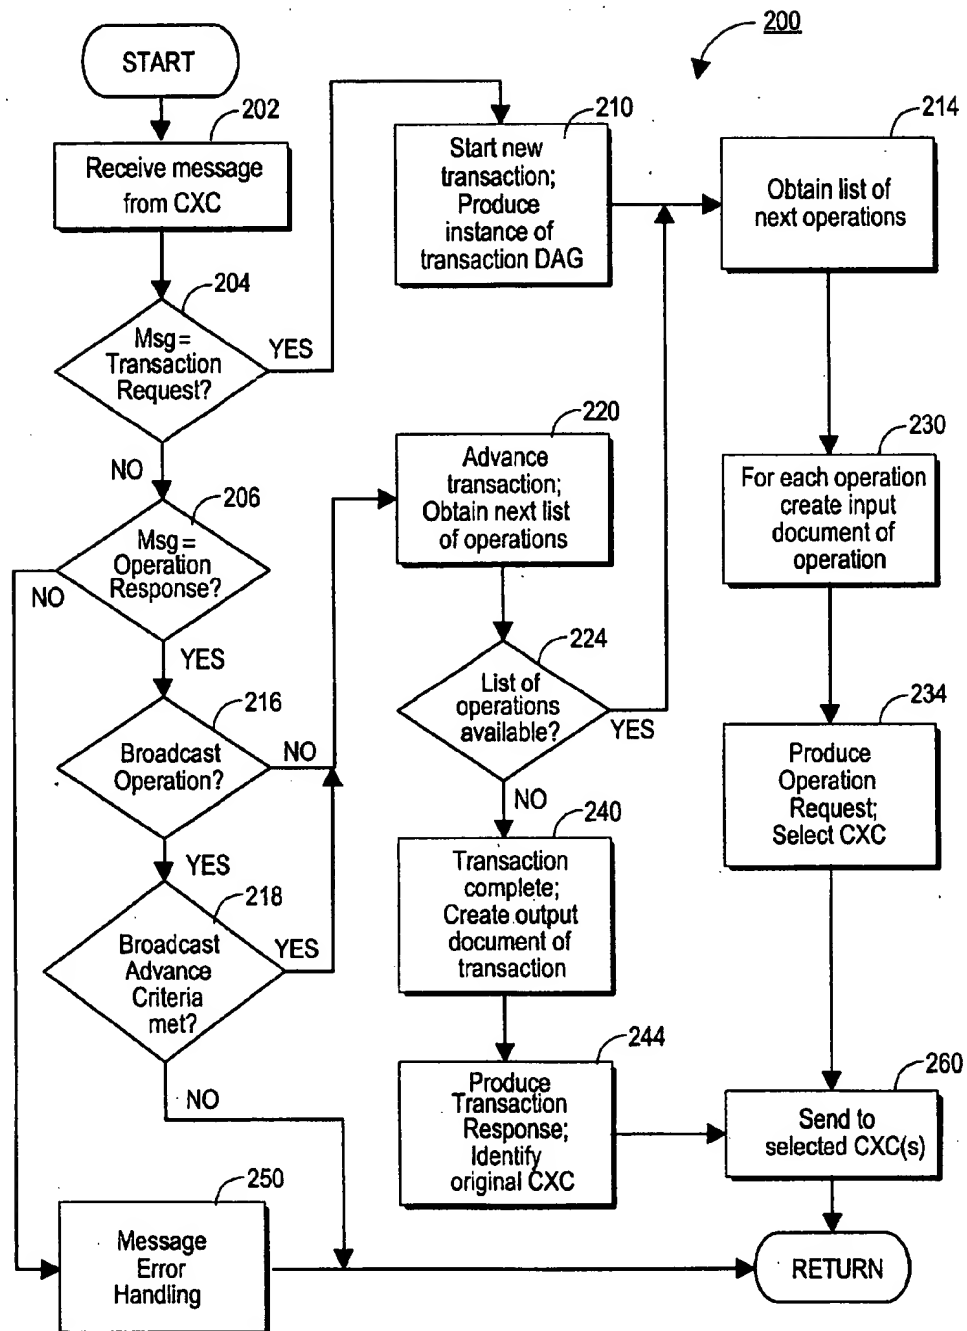 200
START
202
Receive message
from CXC
204
Msg=
Transaction
Request?
YES
NO
206
Msg=
Operation
Response?
NO
YES
216
Broadcast
Operation?
NO
YES
218
Broadcast
Advance
Criteria
met?
YES
NO
250
Message
Error
Handling
210
Start new
transaction;
Produce
instance of
transaction DAG
220
Advance
transaction;
Obtain next list
of operations
224
List of
operations
available?
YES
NO
240
Transaction
complete;
Create output
document of
transaction
244
Produce
Transaction
Response;
Identify
original CXC
214
Obtain list of
next operations
230
For each operation
create input
document of
operation
234
Produce
Operation
Request;
Select CXC
260
Send to
selected CXC(s)
RETURN